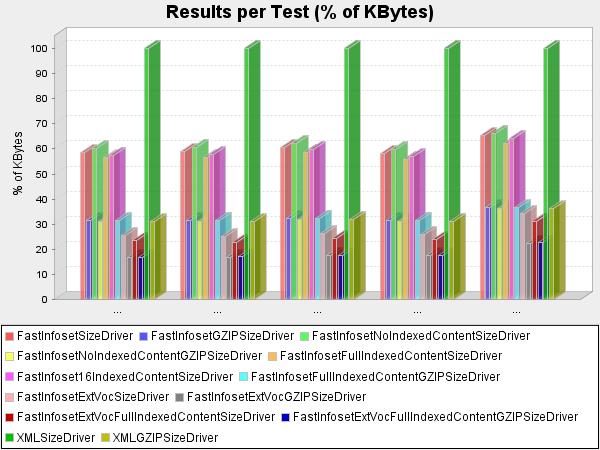 Results per Test (% of KBytes)
100
90
80
70
60
50
40
30
20
10
0
% of KBytes
... ... ... ... ...
FastInfosetSizeDriver FastInfosetGZIPSizeDriver FastInfosetNoIndexedContentSizeDriver
FastInfosetNoIndexedContentGZIPSizeDriver FastInfosetFullIndexedContentSizeDriver
FastInfoset16IndexedContentSizeDriver FastInfosetFullIndexedContentGZIPSizeDriver
FastInfosetExtVocSizeDriver FastInfosetExtVocGZIPSizeDriver
FastInfosetExtVocFullIndexedContentSizeDriver FastInfosetExtVocFullIndexedContentGZIPSizeDriver
XMLSizeDriver XMLGZIPSizeDriver